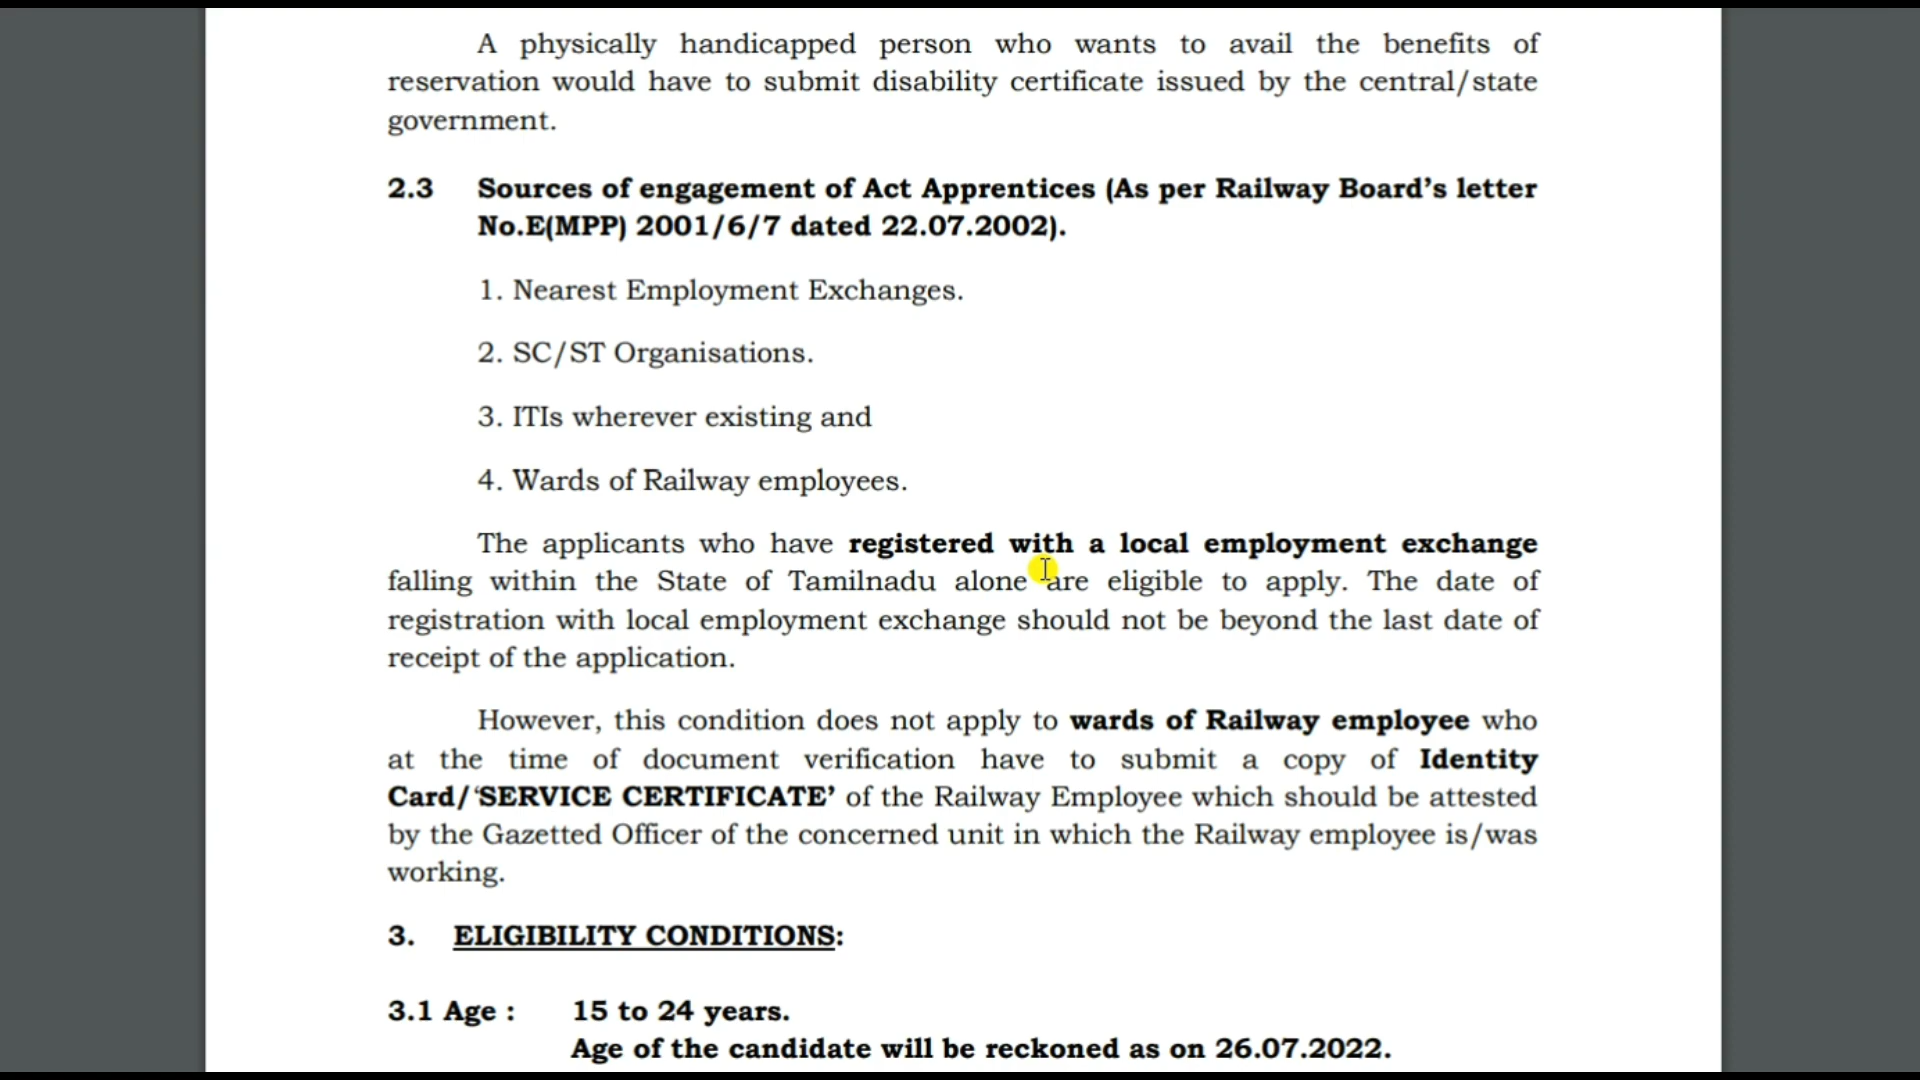 A physically handicapped person who wants to avail the benefits of
reservation would have to submit disability certificate issued by the central/state
government.
2.3 Sources of engagement of Act Apprentices (As per Railway Board’s letter
No.E(MPP) 2001/6/7 dated 22.07.2002).
1. Nearest Employment Exchanges.
2. SC/ST Organisations.
3. ITIs wherever existing and
4. Wards of Railway employees.
The applicants who have registered with a local employment exchange
falling within the State of Tamilnadu alone are eligible to apply. The date of
registration with local employment exchange should not be beyond the last date of
receipt of the application.
However, this condition does not apply to wards of Railway employee who
at the time of document verification have to submit a copy of Identity
Card/‘SERVICE CERTIFICATE’ of the Railway Employee which should be attested
by the Gazetted Officer of the concerned unit in which the Railway employee is/was
working.
3. ELIGIBILITY CONDITIONS:
3.1 Age : 15 to 24 years.
Age of the candidate will be reckoned as on 26.07.2022.